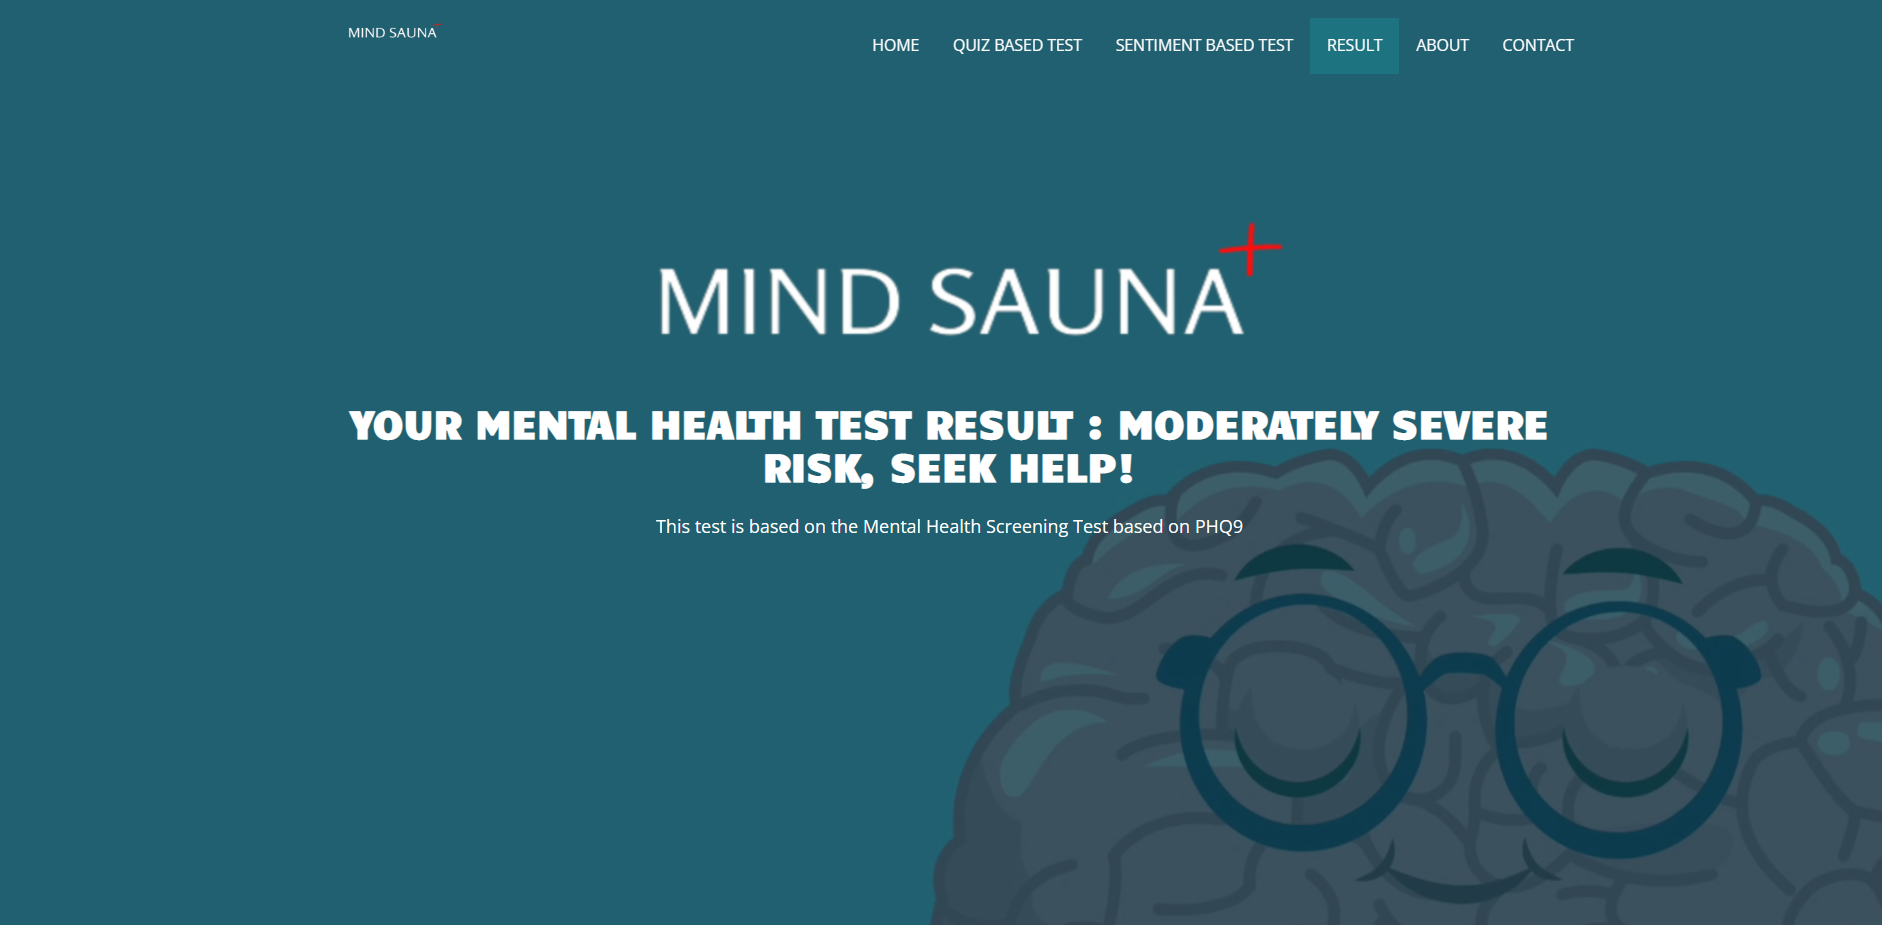 MIND SAUNA+
HOME QUIZ BASED TEST SENTIMENT BASED TEST RESULT ABOUT CONTACT
MIND SAUNA+
YOUR MENTAL HEALTH TEST RESULT : MODERATELY SEVERE
RISK, SEEK HELP!
This test is based on the Mental Health Screening Test based on PHQ9